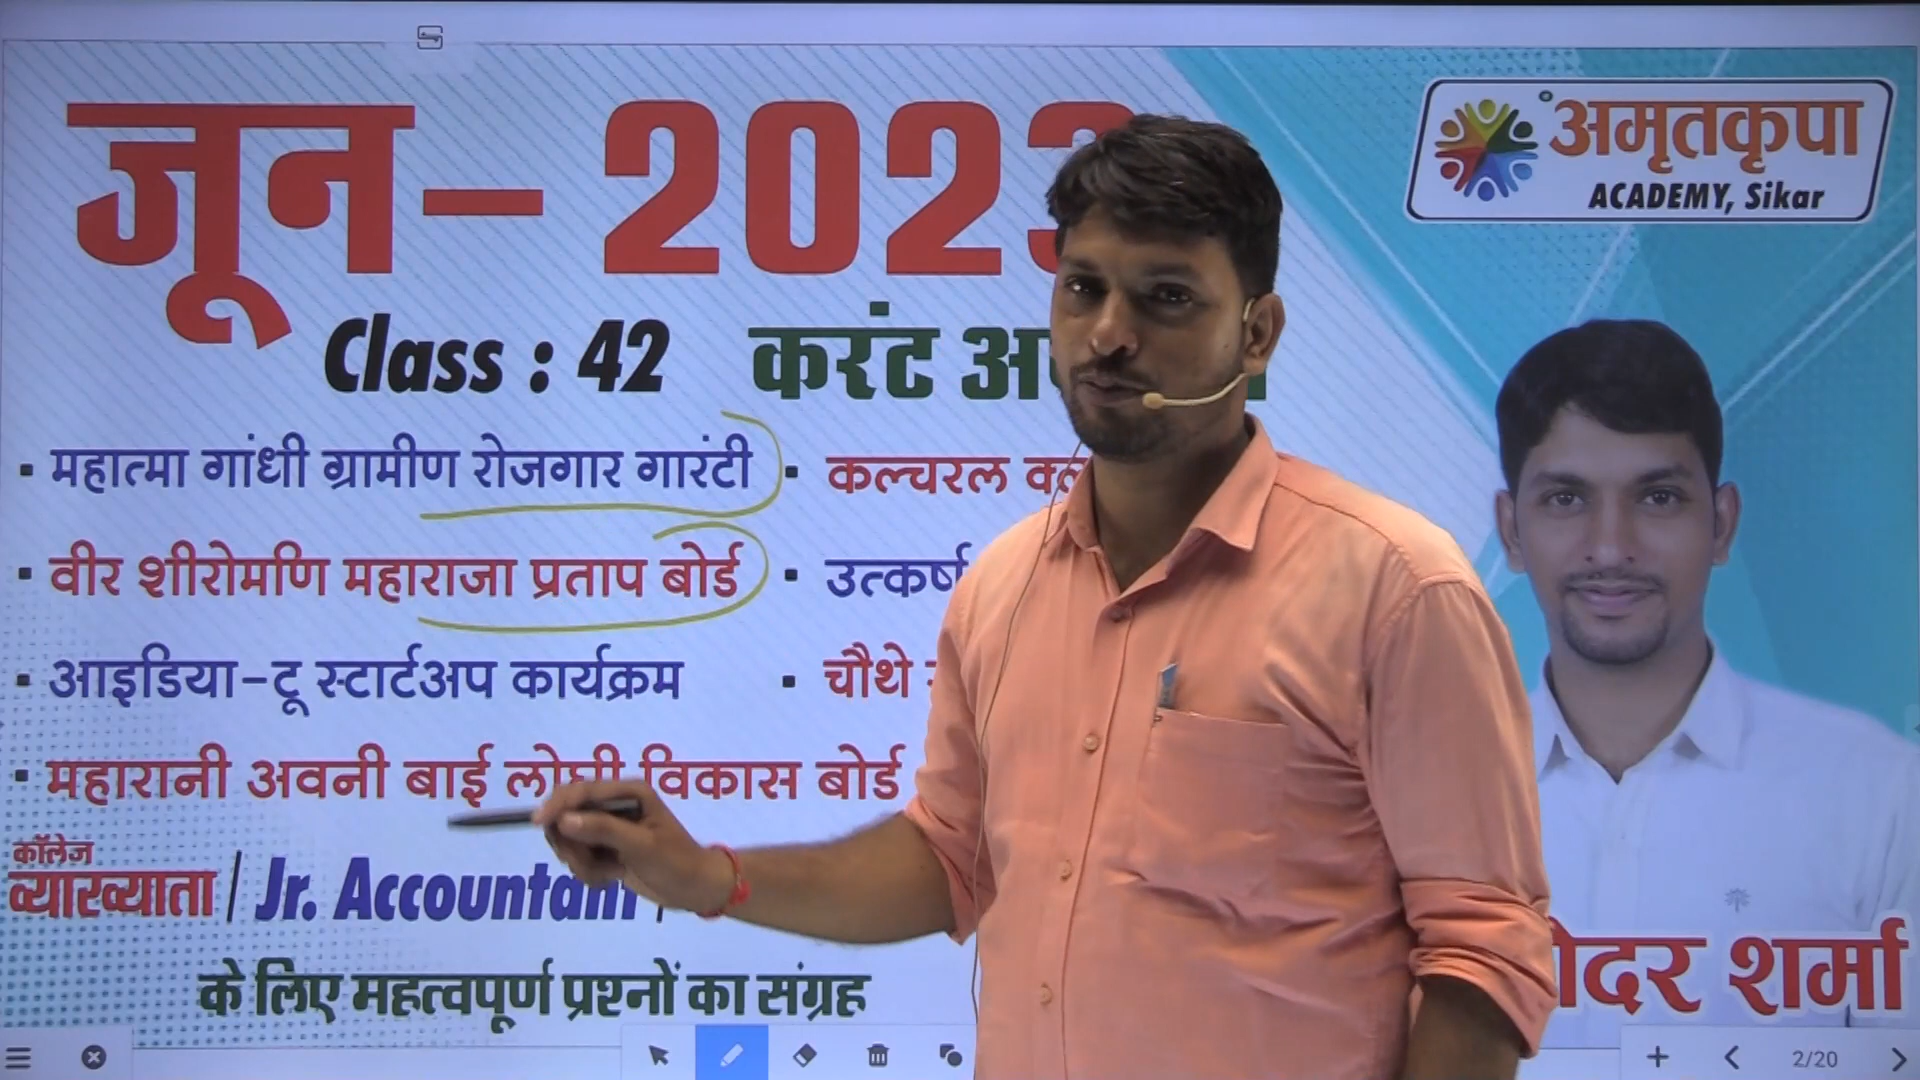 जून – 2023
अमृतकृपा
ACADEMY, Sikar
Class : 42 करंट
▪ महात्मा गांधी ग्रामीण रोजगार गारंटी
▪ कल्चरल
▪ वीर शीरोमणि महाराजा प्रताप बोर्ड
▪ उत्कर्ष
▪ आइडिया-टू स्टार्टअप कार्यक्रम
▪ चौथे
▪ महारानी अवनी बाई लोधी विकास बोर्ड
कॉलेज
व्याख्याता / Jr. Accountant /
शर्मा
के लिए महत्वपूर्ण प्रश्नों का संग्रह
2/20